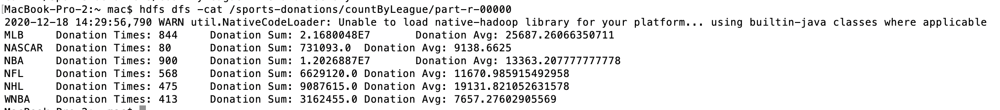 MacBook-Pro-2:~ mac$ hdfs dfs -cat /sports-donations/countByLeague/part-r-00000
2020-12-18 14:29:56,790 WARN util.NativeCodeLoader: Unable to load native-hadoop library for your platform... using builtin-java classes where applicable
MLB     Donation Times: 844     Donation Sum: 2.1680048E7       Donation Avg: 25687.26066350711
NASCAR  Donation Times: 80      Donation Sum: 731093.0  Donation Avg: 9138.6625
NBA     Donation Times: 900     Donation Sum: 1.2026887E7       Donation Avg: 13363.207777777778
NFL     Donation Times: 568     Donation Sum: 6629120.0 Donation Avg: 11670.985915492958
NHL     Donation Times: 475     Donation Sum: 9087615.0 Donation Avg: 19131.821052631578
WNBA    Donation Times: 413     Donation Sum: 3162455.0 Donation Avg: 7657.27602905569
MacBook-Pro-2:~ mac$